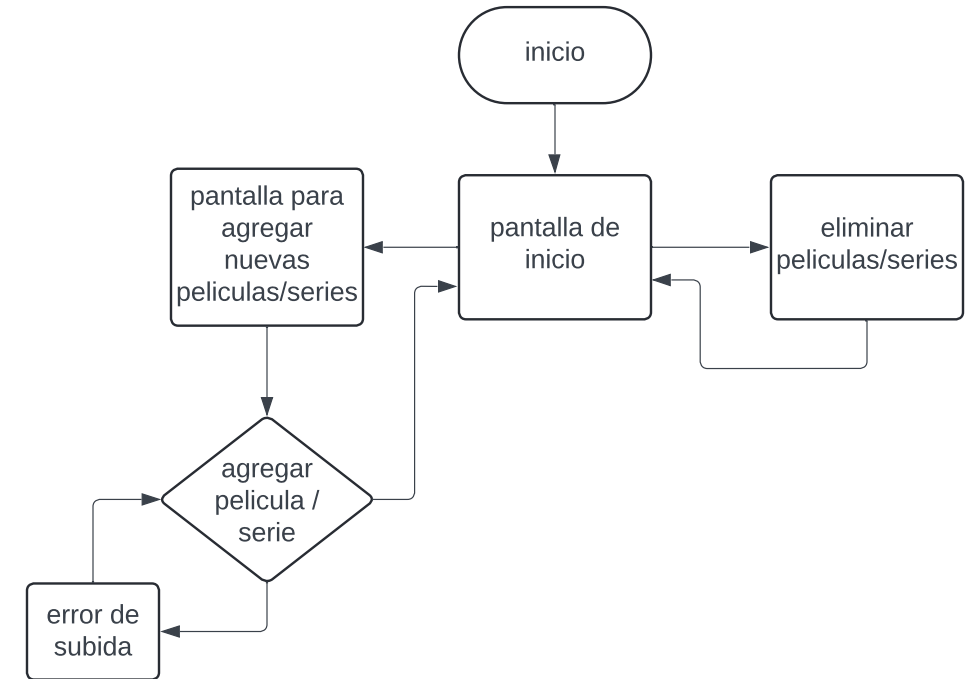 inicio
pantalla para
agregar
nuevas
peliculas/series
pantalla de
inicio
eliminar
peliculas/series
agregar
pelicula /
serie
error de
subida